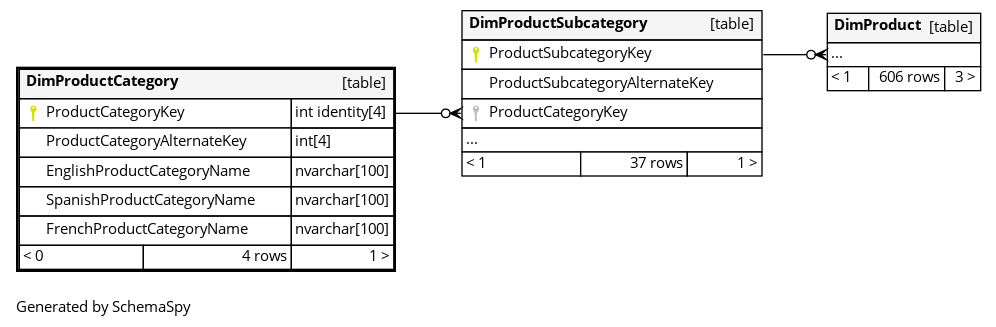 DimProductCategory [table]
ProductCategoryKey int identity[4]
ProductCategoryAlternateKey int[4]
EnglishProductCategoryName nvarchar[100]
SpanishProductCategoryName nvarchar[100]
FrenchProductCategoryName nvarchar[100]
< 0 4 rows 1 >
DimProductSubcategory [table]
ProductSubcategoryKey
ProductSubcategoryAlternateKey
ProductCategoryKey
...
< 1 37 rows 1 >
DimProduct [table]
...
< 1 606 rows 3 >
Generated by SchemaSpy